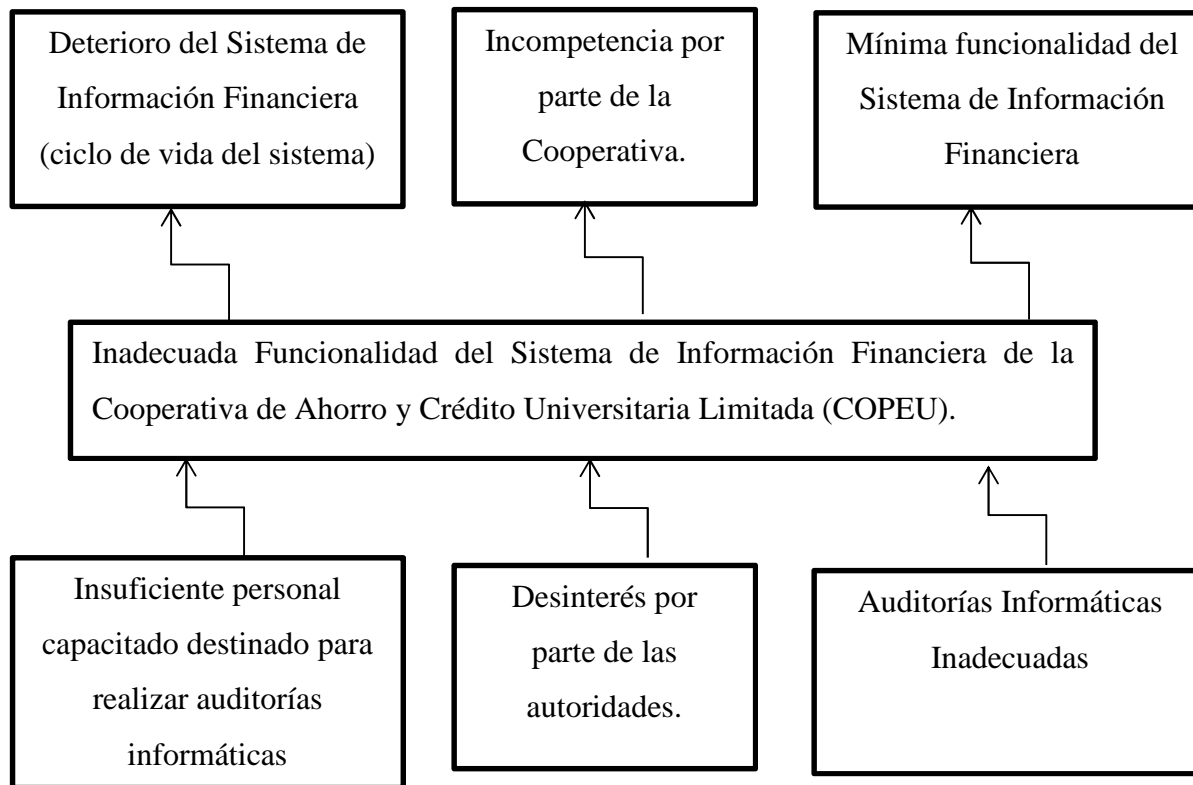 Deterioro del Sistema de
Información Financiera
(ciclo de vida del sistema)
Incompetencia por
parte de la
Cooperativa.
Mínima funcionalidad del
Sistema de Información
Financiera
Inadecuada Funcionalidad del Sistema de Información Financiera de la
Cooperativa de Ahorro y Crédito Universitaria Limitada (COPEU).
Insuficiente personal
capacitado destinado para
realizar auditorías
informáticas
Desinterés por
parte de las
autoridades.
Auditorías Informáticas
Inadecuadas